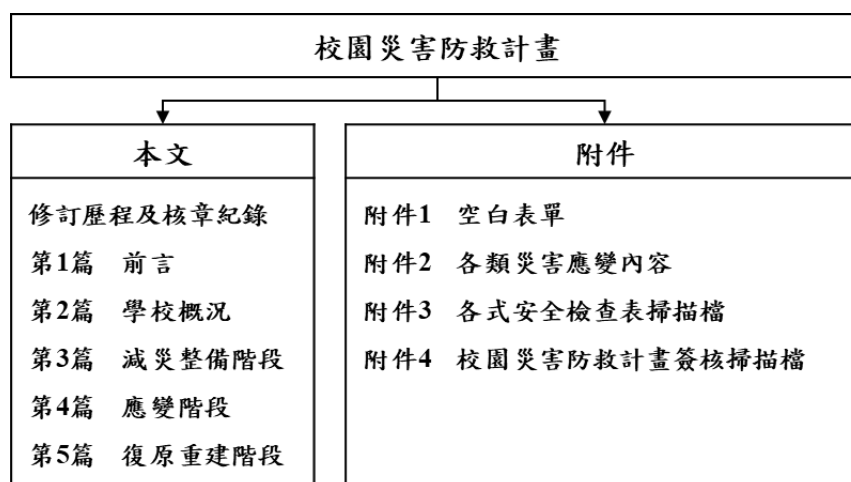 校園災害防救計畫
本文
修訂歷程及核章紀錄
第1篇 前言
第2篇 學校概況
第3篇 減災整備階段
第4篇 應變階段
第5篇 復原重建階段
附件
附件1 空白表單
附件2 各類災害應變內容
附件3 各式安全檢查表掃描檔
附件4 校園災害防救計畫簽核掃描檔